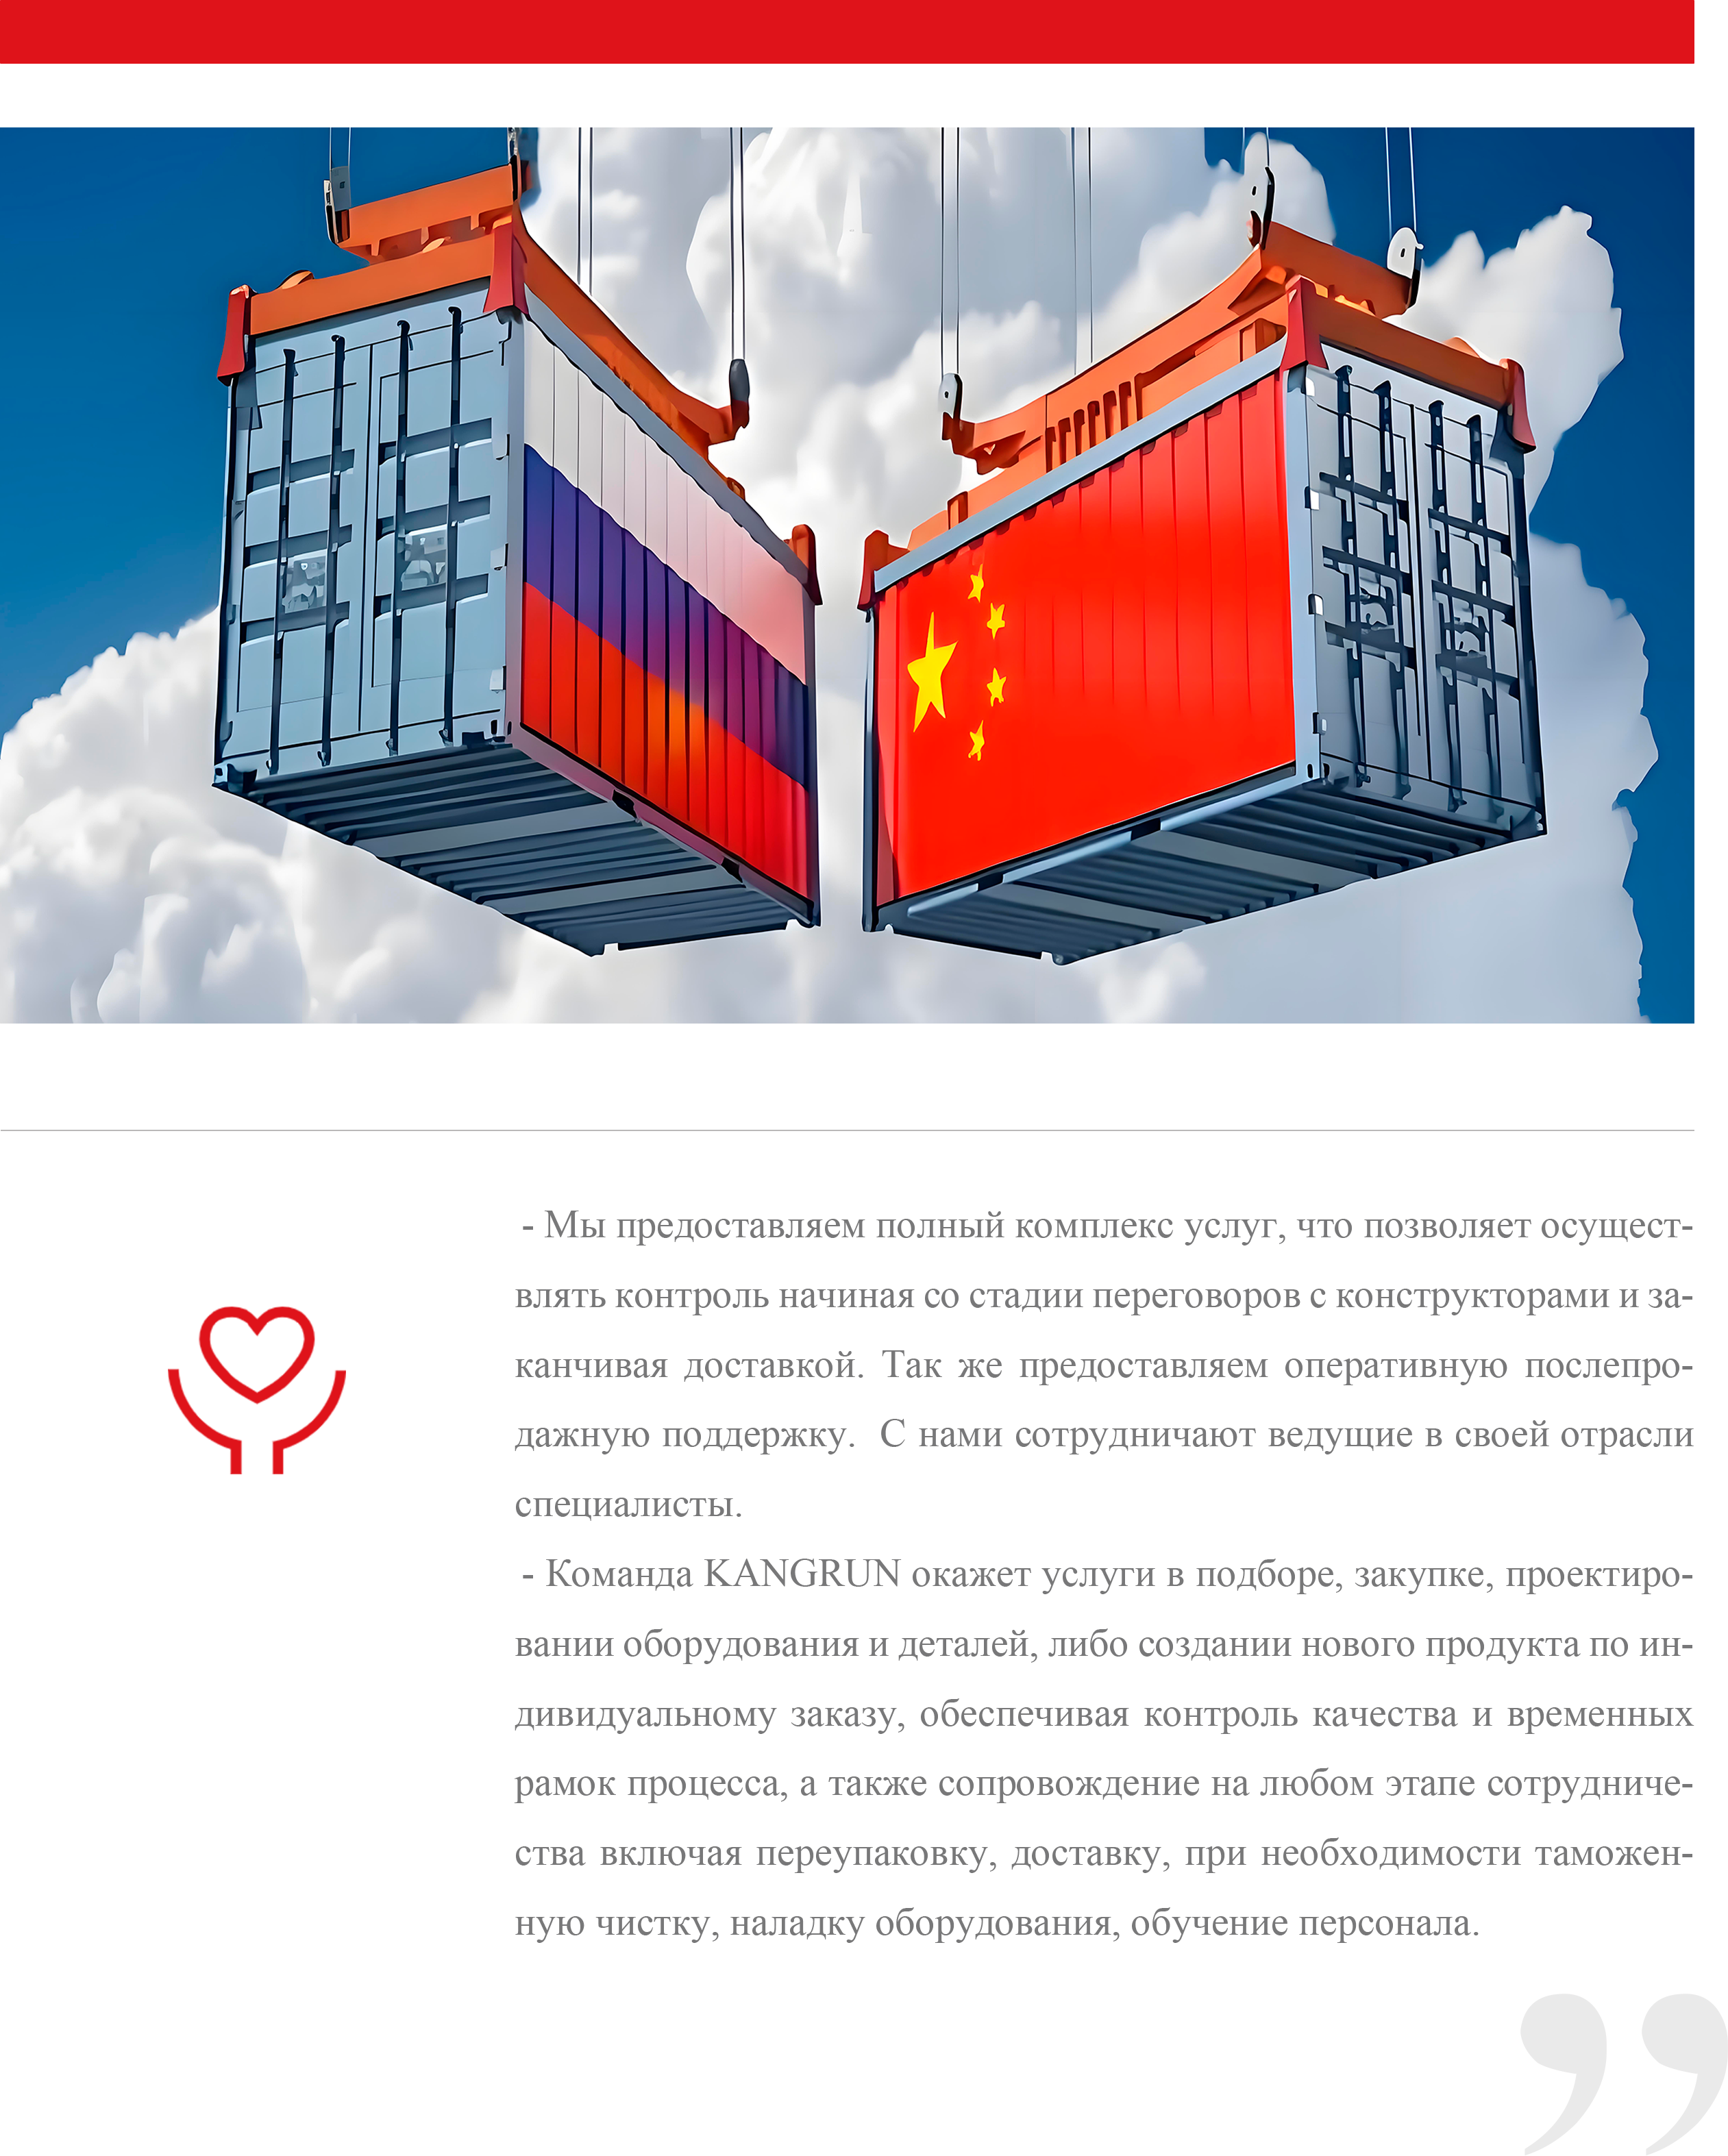 - Мы предоставляем полный комплекс услуг, что позволяет осущест-
влять контроль начиная со стадии переговоров с конструкторами и за-
канчивая доставкой. Так же предоставляем оперативную послепро-
дажную поддержку.  С нами сотрудничают ведущие в своей отрасли
специалисты.
- Команда KANGRUN окажет услуги в подборе, закупке, проектиро-
вании оборудования и деталей, либо создании нового продукта по ин-
дивидуальному заказу, обеспечивая контроль качества и временных
рамок процесса, а также сопровождение на любом этапе сотрудниче-
ства включая переупаковку, доставку, при необходимости таможен-
ную чистку, наладку оборудования, обучение персонала.
”